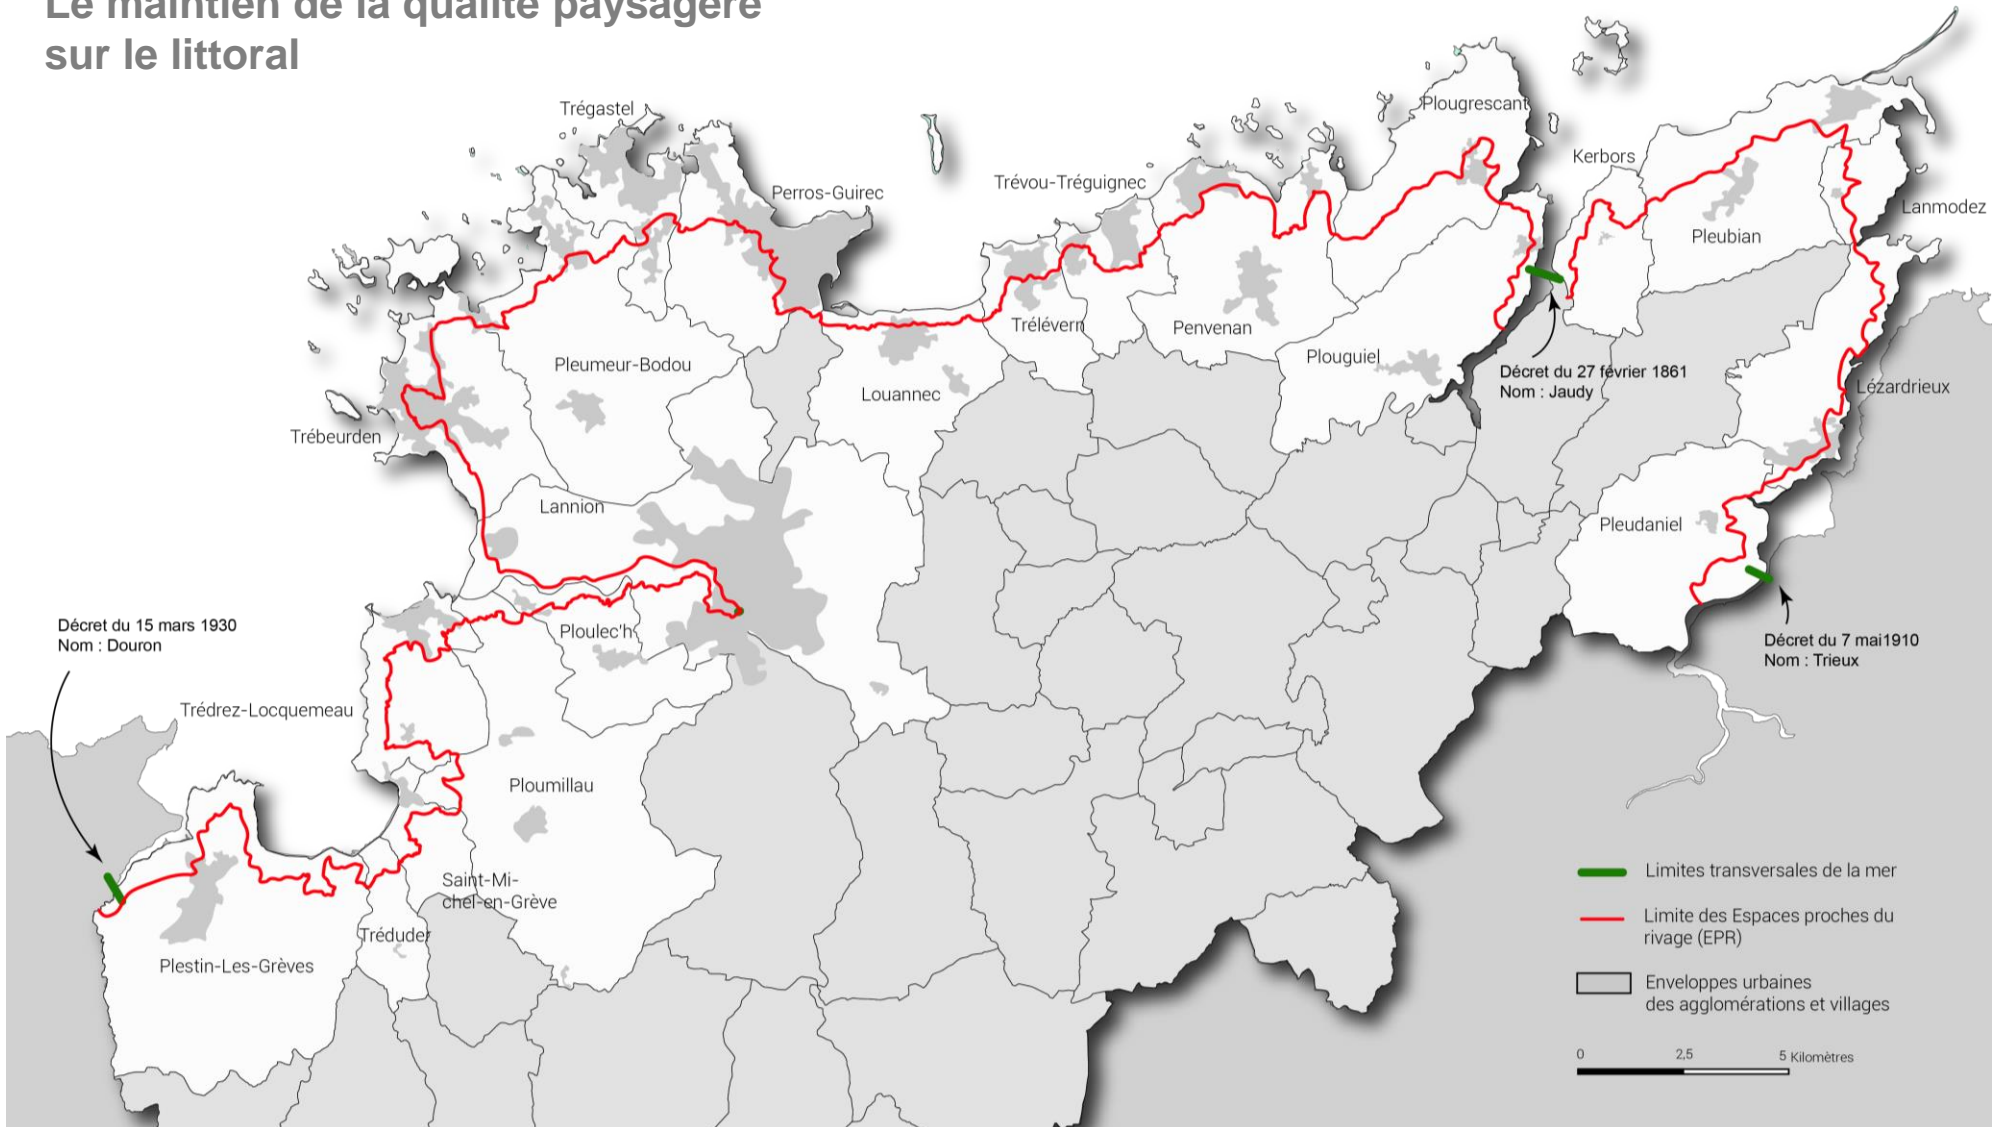 Le maintien de la qualité paysagère
sur le littoral
Trégastel
Perros-Guirec
Trévou-Tréguignec
Plougrescant
Kerbors
Lanmodez
Pleubian
Trélévern
Penvenan
Plouguiel
Pleumeur-Bodou
Louannec
Décret du 27 février 1861
Nom : Jaudy
Lézardrieux
Trébeurden
Lannion
Pleudaniel
Décret du 15 mars 1930
Nom : Douron
Ploulec'h
Décret du 7 mai1910
Nom : Trieux
Trédrez-Locquemeau
Ploumillau
Saint-Mi-
chel-en-Grève
Tréduder
Plestin-Les-Grèves
Limites transversales de la mer
Limite des Espaces proches du
rivage (EPR)
Enveloppes urbaines
des agglomérations et villages
0 2,5 5 Kilomètres